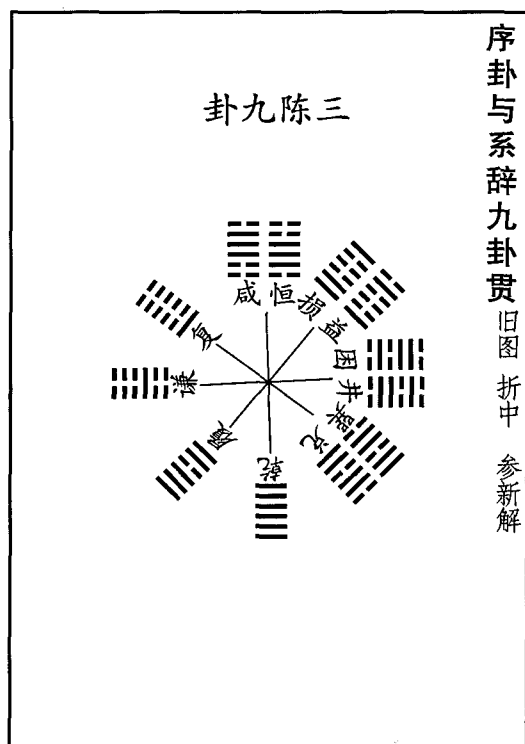 序卦与系辞九卦贯 旧图 折中 参新解
三陈九卦
咸
恒
损
益
困
井
巽
兑
乾
履
谦
复